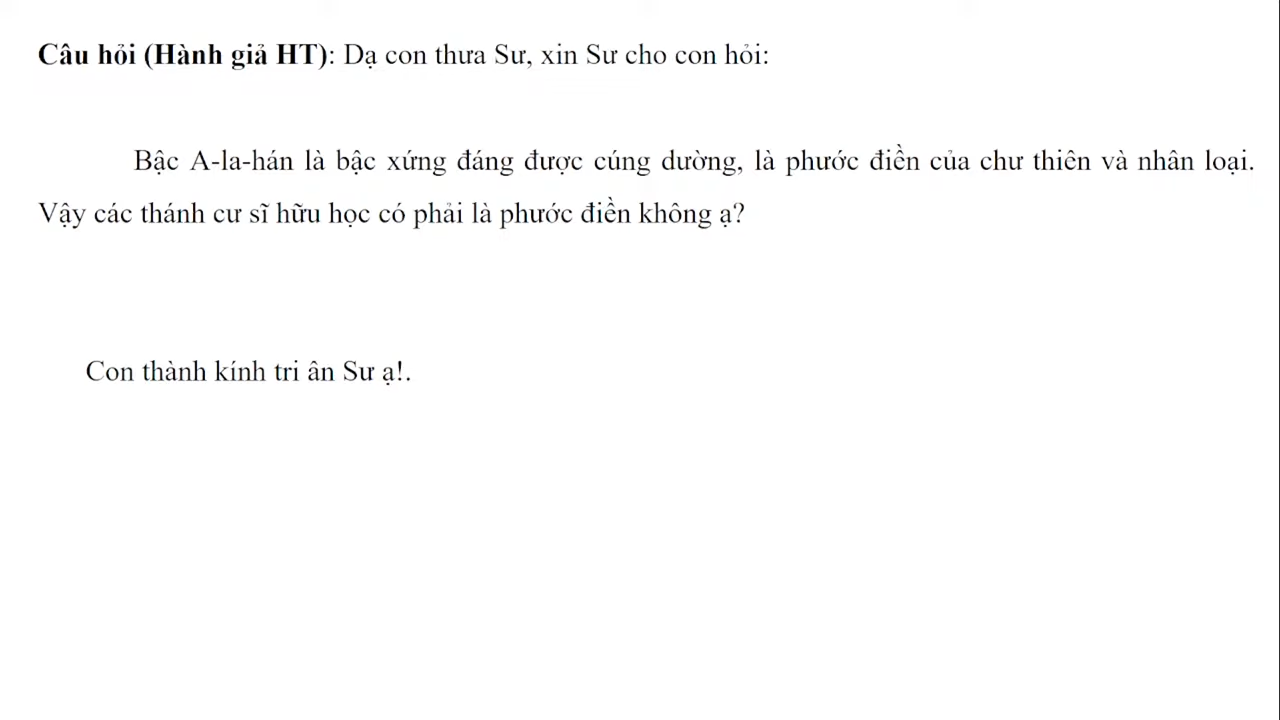 Câu hỏi (Hành giả HT): Dạ con thưa Sư, xin Sư cho con hỏi:
Bậc A-la-hán là bậc xứng đáng được cúng dường, là phước điền của chư thiên và nhân loại.
Vậy các thánh cư sĩ hữu học có phải là phước điền không ạ?
Con thành kính tri ân Sư ạ!.